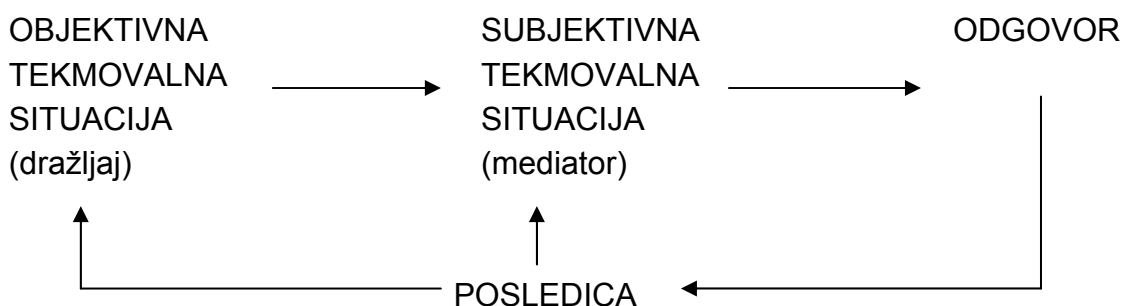 OBJEKTIVNA
TEKMOVALNA
SITUACIJA
(dražljaj)
SUBJEKTIVNA
TEKMOVALNA
SITUACIJA
(mediator)
ODGOVOR
POSLEDICA